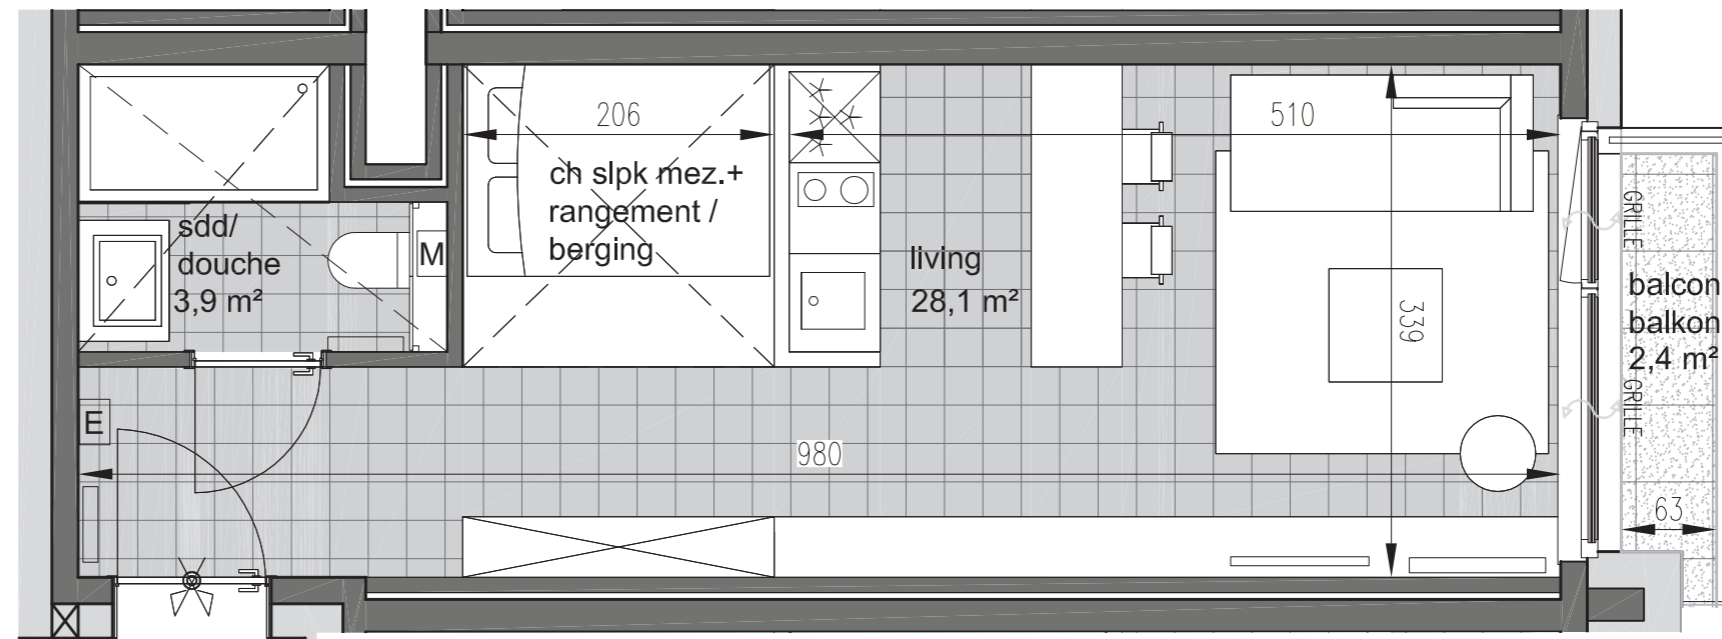 206
510
ch slpk mez.+
rangement /
berging
sdd/
douche
3,9 m²
M
living
28,1 m²
339
GRILLE
balcon
balkon
2,4 m²
GRILLE
E
980
63